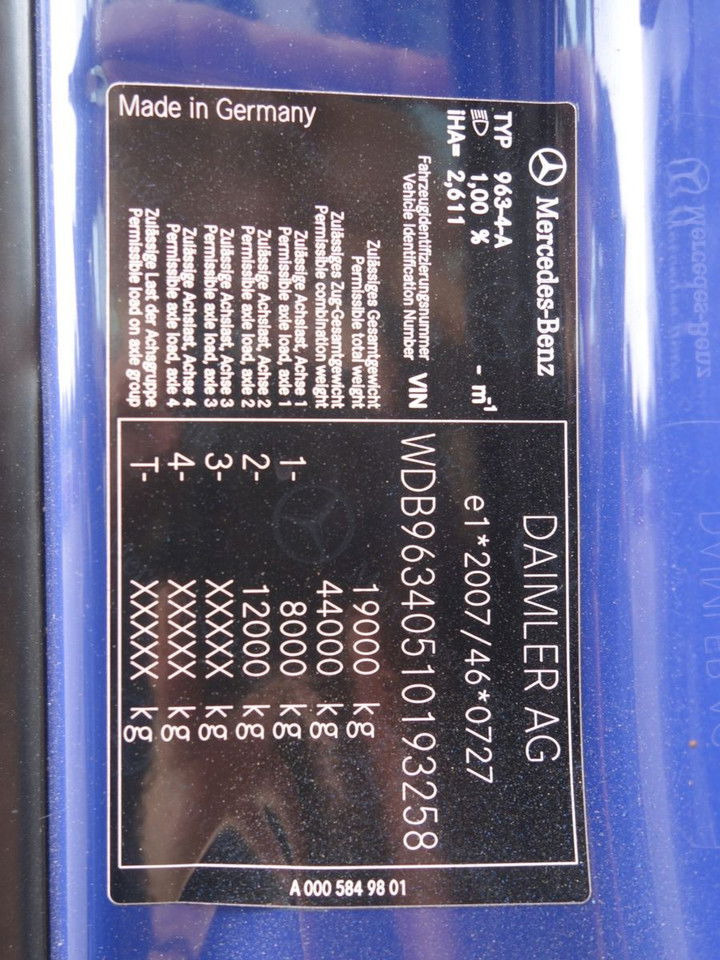 Mercedes-Benz
DAIMLER AG
TYP 963-4-A
1,00 % - m⁻¹
e1*2007/46*0727
iHA= 2,611
Fahrzeugidentifizierungsnummer
Vehicle Identification Number VIN WDB9634051019325​8
Zulässiges Gesamtgewicht
Permissible total weight 19000 kg
Zulässiges Zug-Gesamtgewicht
Permissible combination weight 44000 kg
Zulässige Achslast, Achse 1
Permissible axle load, axle 1 1- 8000 kg
Zulässige Achslast, Achse 2
Permissible axle load, axle 2 2- 12000 kg
Zulässige Achslast, Achse 3
Permissible axle load, axle 3 3- XXXXX kg
Zulässige Achslast, Achse 4
Permissible axle load, axle 4 4- XXXXX kg
Zulässige Last der Achsgruppe
Permissible load on axle group T- XXXXX kg
Made in Germany
A 000 584 98 01